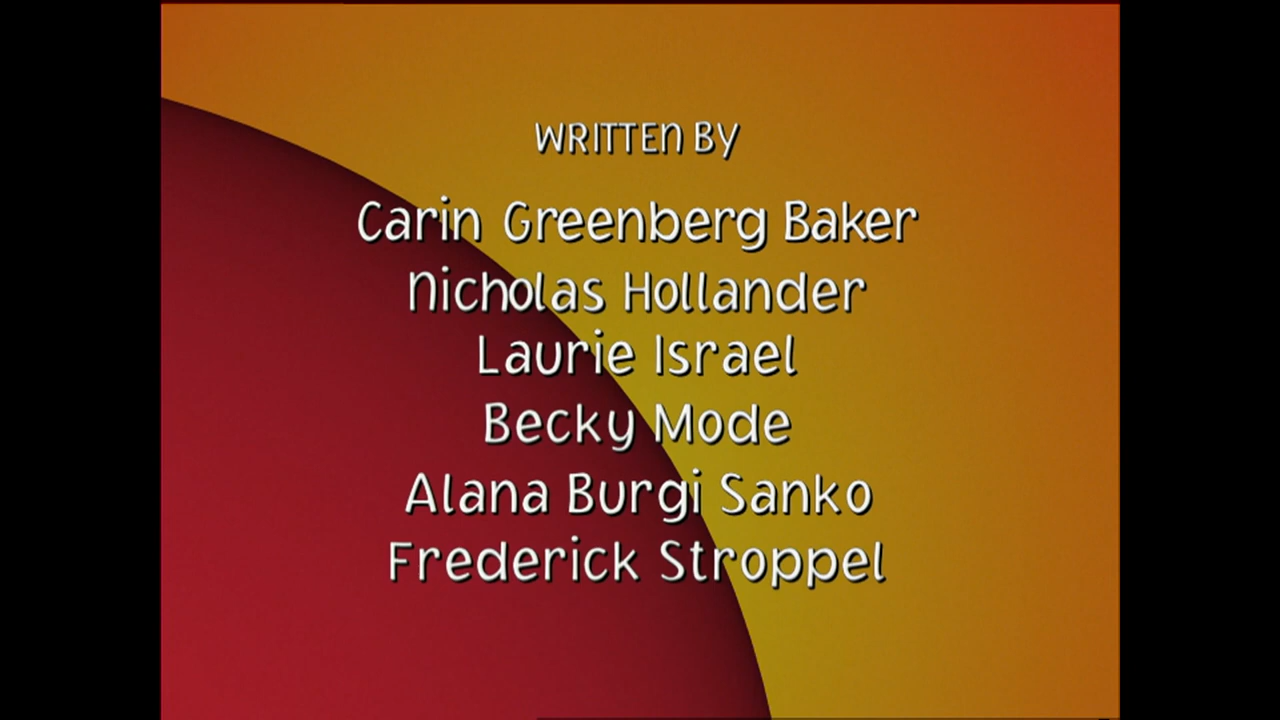 WRITTEN BY
Carin Greenberg Baker
Nicholas Hollander
Laurie Israel
Becky Mode
Alana Burgi Sanko
Frederick Stroppel